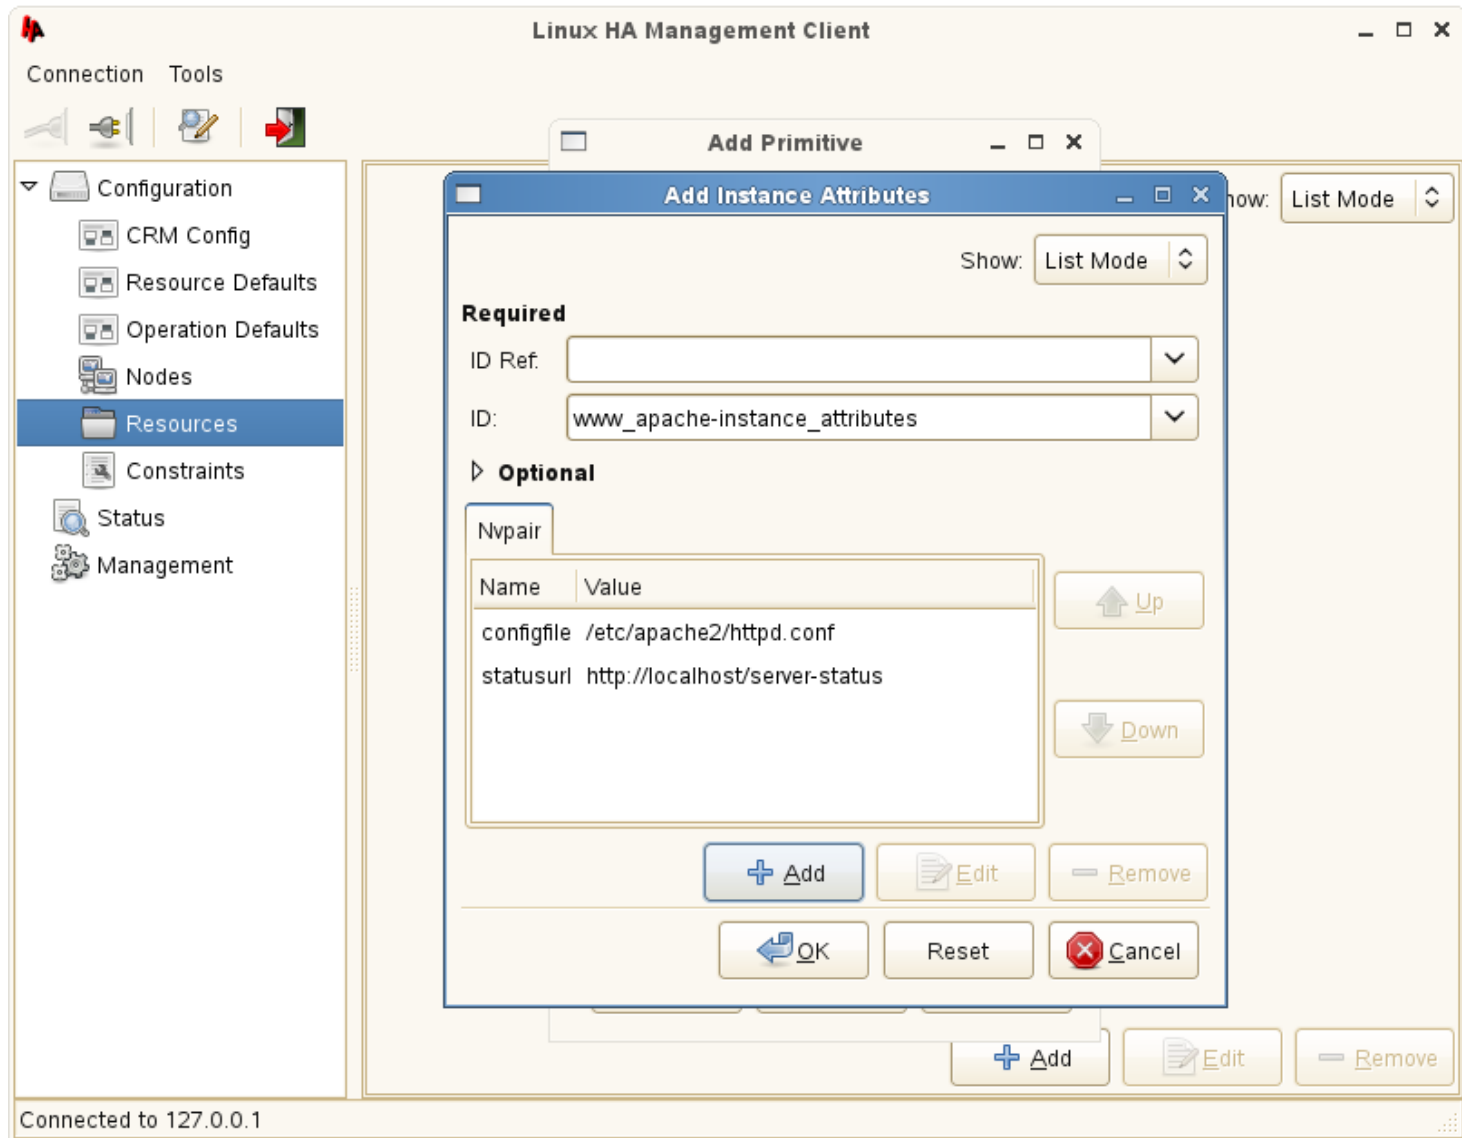 Linux HA Management Client
Connection Tools
Add Primitive
Configuration
CRM Config
Resource Defaults
Operation Defaults
Nodes
Resources
Constraints
Status
Management
Add Instance Attributes
how: List Mode
Show: List Mode
Required
ID Ref:
ID: www_apache-instance_attributes
Optional
Nvpair
Name Value
configfile /etc/apache2/httpd.conf
statusurl http://localhost/server-status
Up
Down
Add Edit Remove
OK Reset Cancel
Add Edit Remove
Connected to 127.0.0.1